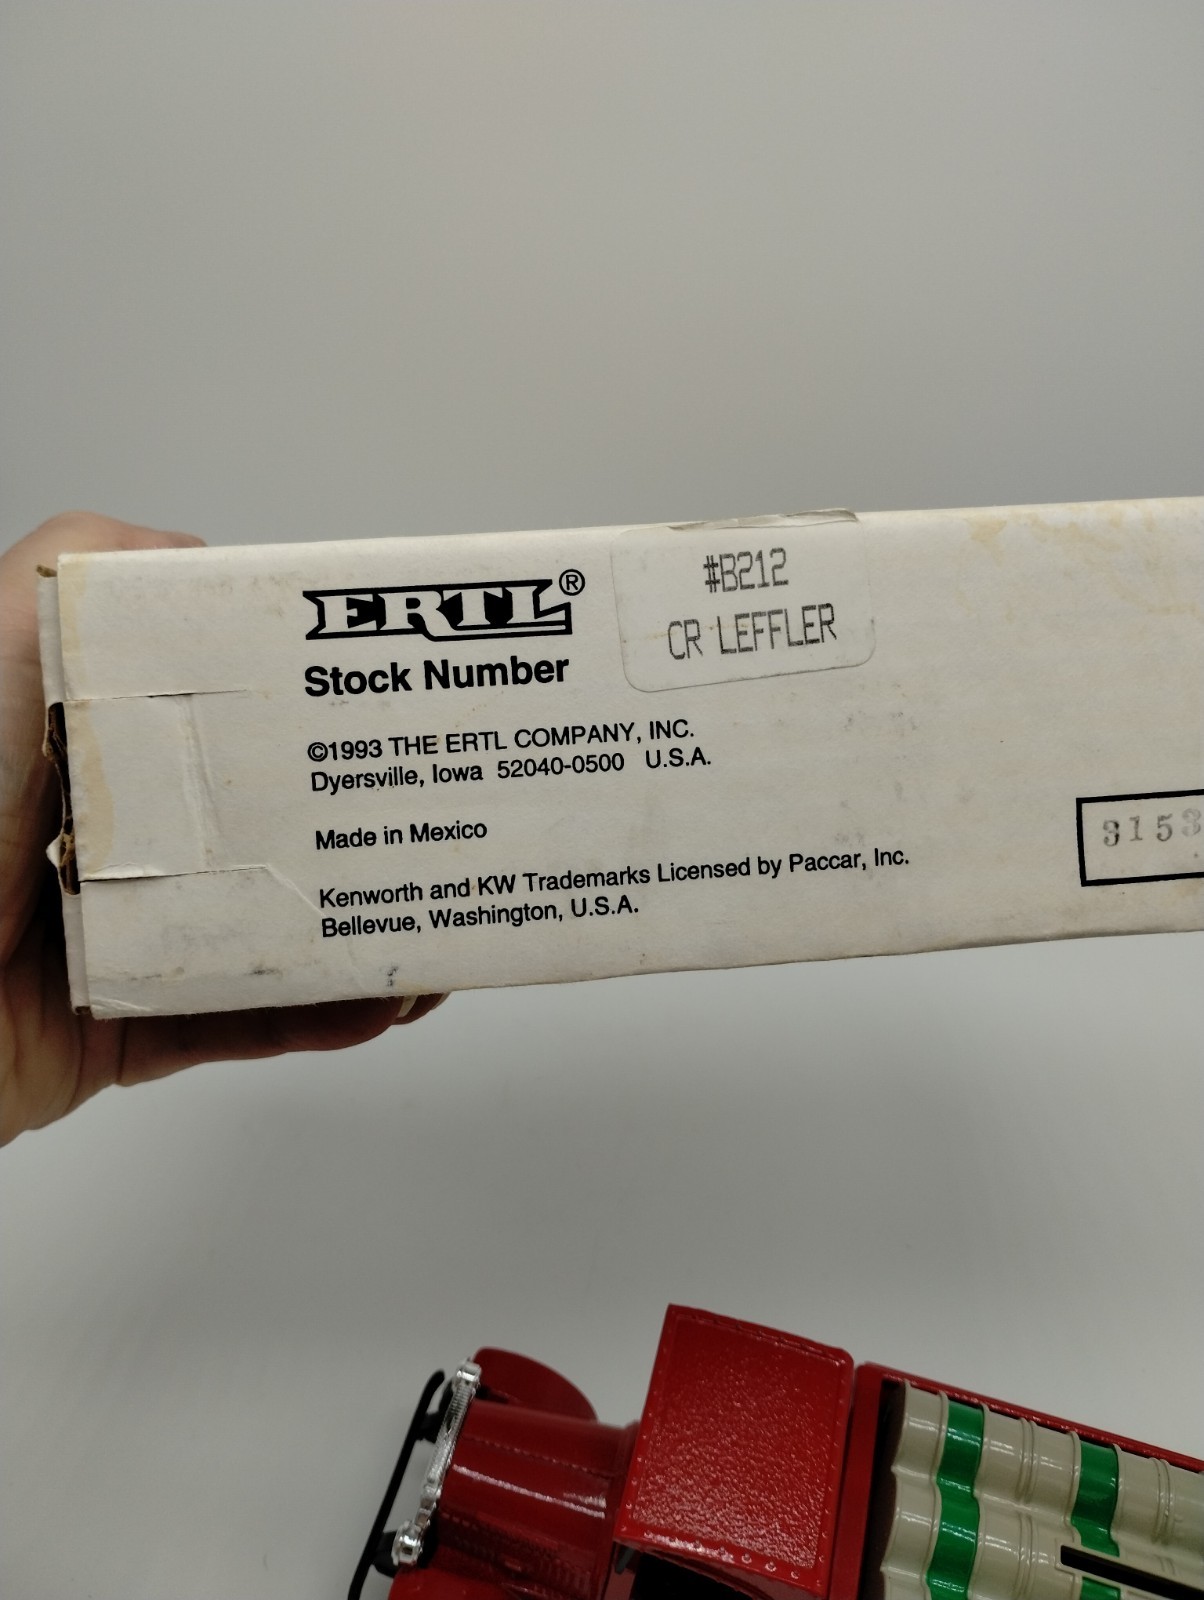 ERTL®
Stock Number
#B212
CR LEFFLER
©1993 THE ERTL COMPANY, INC.
Dyersville, Iowa 52040-0500 U.S.A.
Made in Mexico
Kenworth and KW Trademarks Licensed by Paccar, Inc.
Bellevue, Washington, U.S.A.
3153